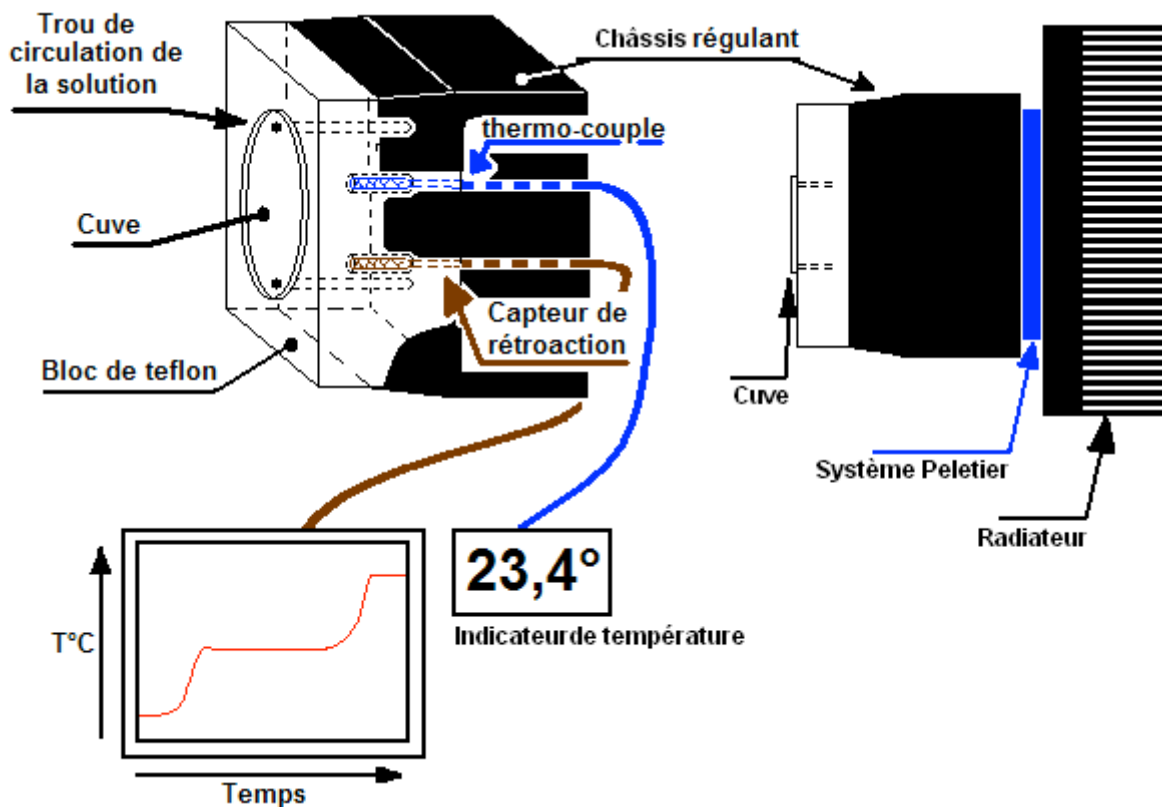 Trou de
circulation de
la solution
Châssis régulant
thermo-couple
Cuve
Capteur de
rétroaction
Bloc de teflon
Cuve
Système Peletier
Radiateur
23,4°
Indicateurde température
T°C
Temps